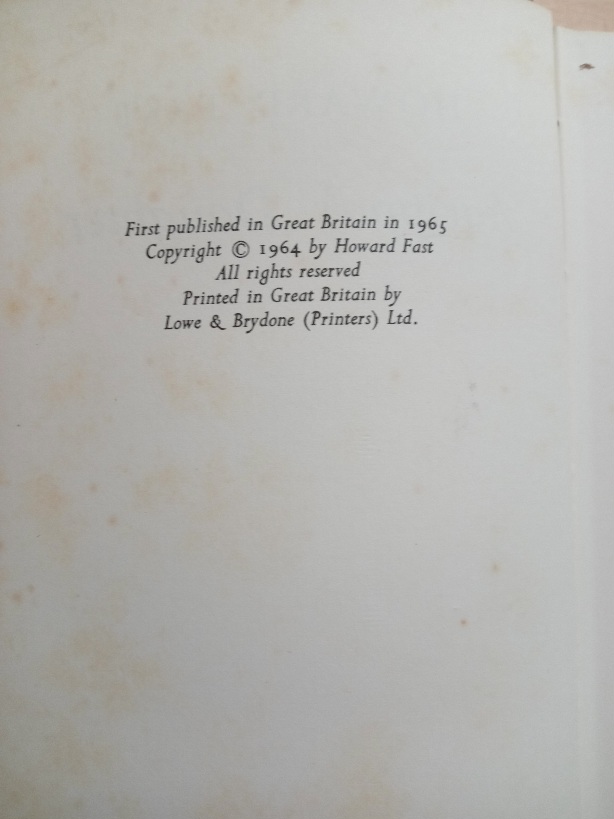 First published in Great Britain in 1965
Copyright © 1964 by Howard Fast
All rights reserved
Printed in Great Britain by
Lowe & Brydone (Printers) Ltd.